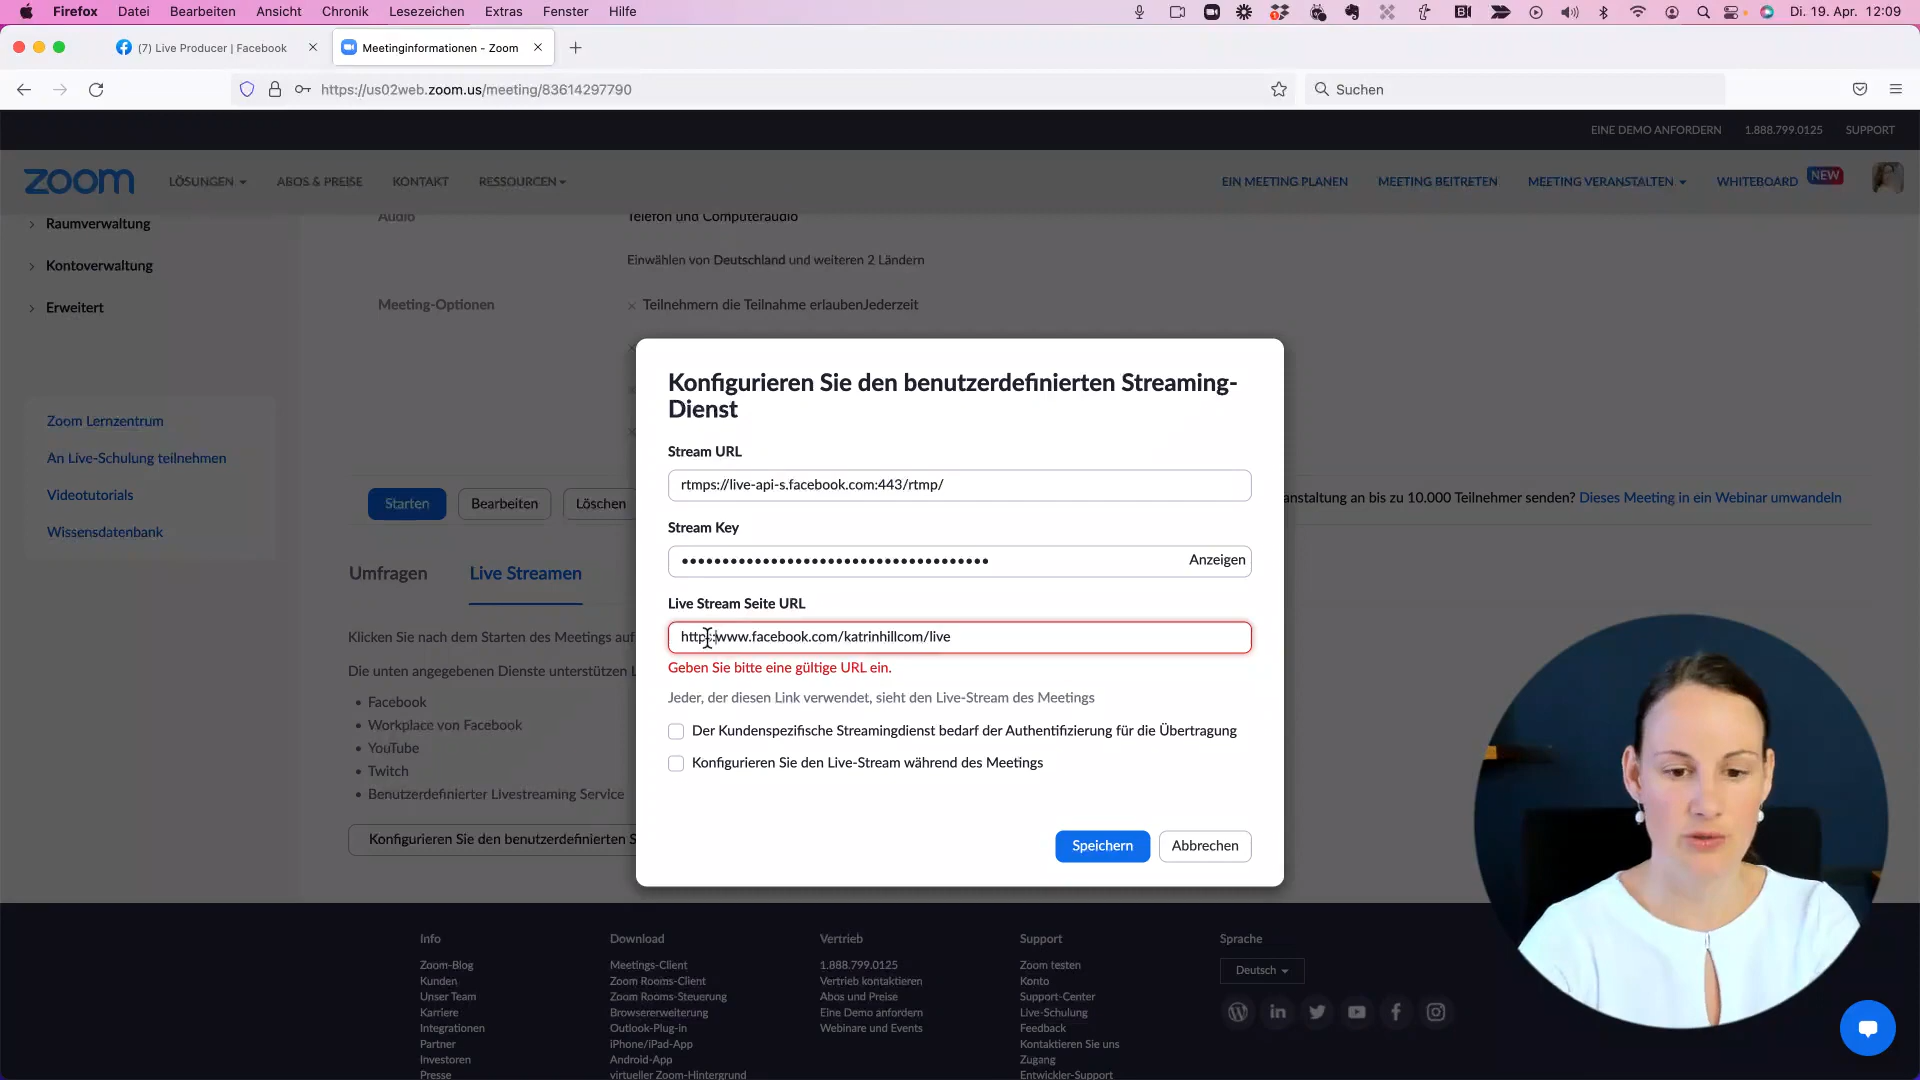 Firefox Datei Bearbeiten Ansicht Chronik Lesezeichen Extras Fenster Hilfe Di. 19. Apr. 12:09
(7) Live Producer | Facebook Meetinginformationen - Zoom
https://us02web.zoom.us/meeting/83614297790 Suchen
EINE DEMO ANFORDERN 1.888.799.0125 SUPPORT
zoom LÖSUNGEN ABOS & PREISE KONTAKT RESSOURCEN EIN MEETING PLANEN MEETING BEITRETEN MEETING VERANSTALTEN WHITEBOARD NEW
Raumverwaltung
Kontoverwaltung
Erweitert
Zoom Lernzentrum
An Live-Schulung teilnehmen
Videotutorials
Wissensdatenbank
Audio Telefon und Computeraudio
Einwählen von Deutschland und weiteren 2 Ländern
Meeting-Optionen Teilnehmern die Teilnahme erlaubenJederzeit
Starten Bearbeiten Löschen
anstaltung an bis zu 10.000 Teilnehmer senden? Dieses Meeting in ein Webinar umwandeln
Umfragen Live Streamen
Klicken Sie nach dem Starten des Meetings auf
Die unten angegebenen Dienste unterstützen
Facebook
Workplace von Facebook
YouTube
Twitch
Benutzerdefinierter Livestreaming Service
Konfigurieren Sie den benutzerdefinierten S
Konfigurieren Sie den benutzerdefinierten Streaming-
Dienst
Stream URL
rtmps://live-api-s.facebook.com:443/rtmp/
Stream Key
Anzeigen
Live Stream Seite URL
www.facebook.com/katrinhillcom/live
Geben Sie bitte eine gültige URL ein.
Jeder, der diesen Link verwendet, sieht den Live-Stream des Meetings
Der Kundenspezifische Streamingdienst bedarf der Authentifizierung für die Übertragung
Konfigurieren Sie den Live-Stream während des Meetings
Speichern Abbrechen
Info
Zoom-Blog
Kunden
Unser Team
Karriere
Integrationen
Partner
Investoren
Presse
Download
Meetings-Client
Zoom Rooms-Client
Zoom Rooms-Steuerung
Browsererweiterung
Outlook-Plug-in
iPhone/iPad-App
Android-App
virtueller Zoom-Hintergrund
Vertrieb
1.888.799.0125
Vertrieb kontaktieren
Abos und Preise
Eine Demo anfordern
Webinare und Events
Support
Zoom testen
Konto
Support-Center
Live-Schulung
Feedback
Kontaktieren Sie uns
Zugang
Entwickler-Support
Sprache
Deutsch